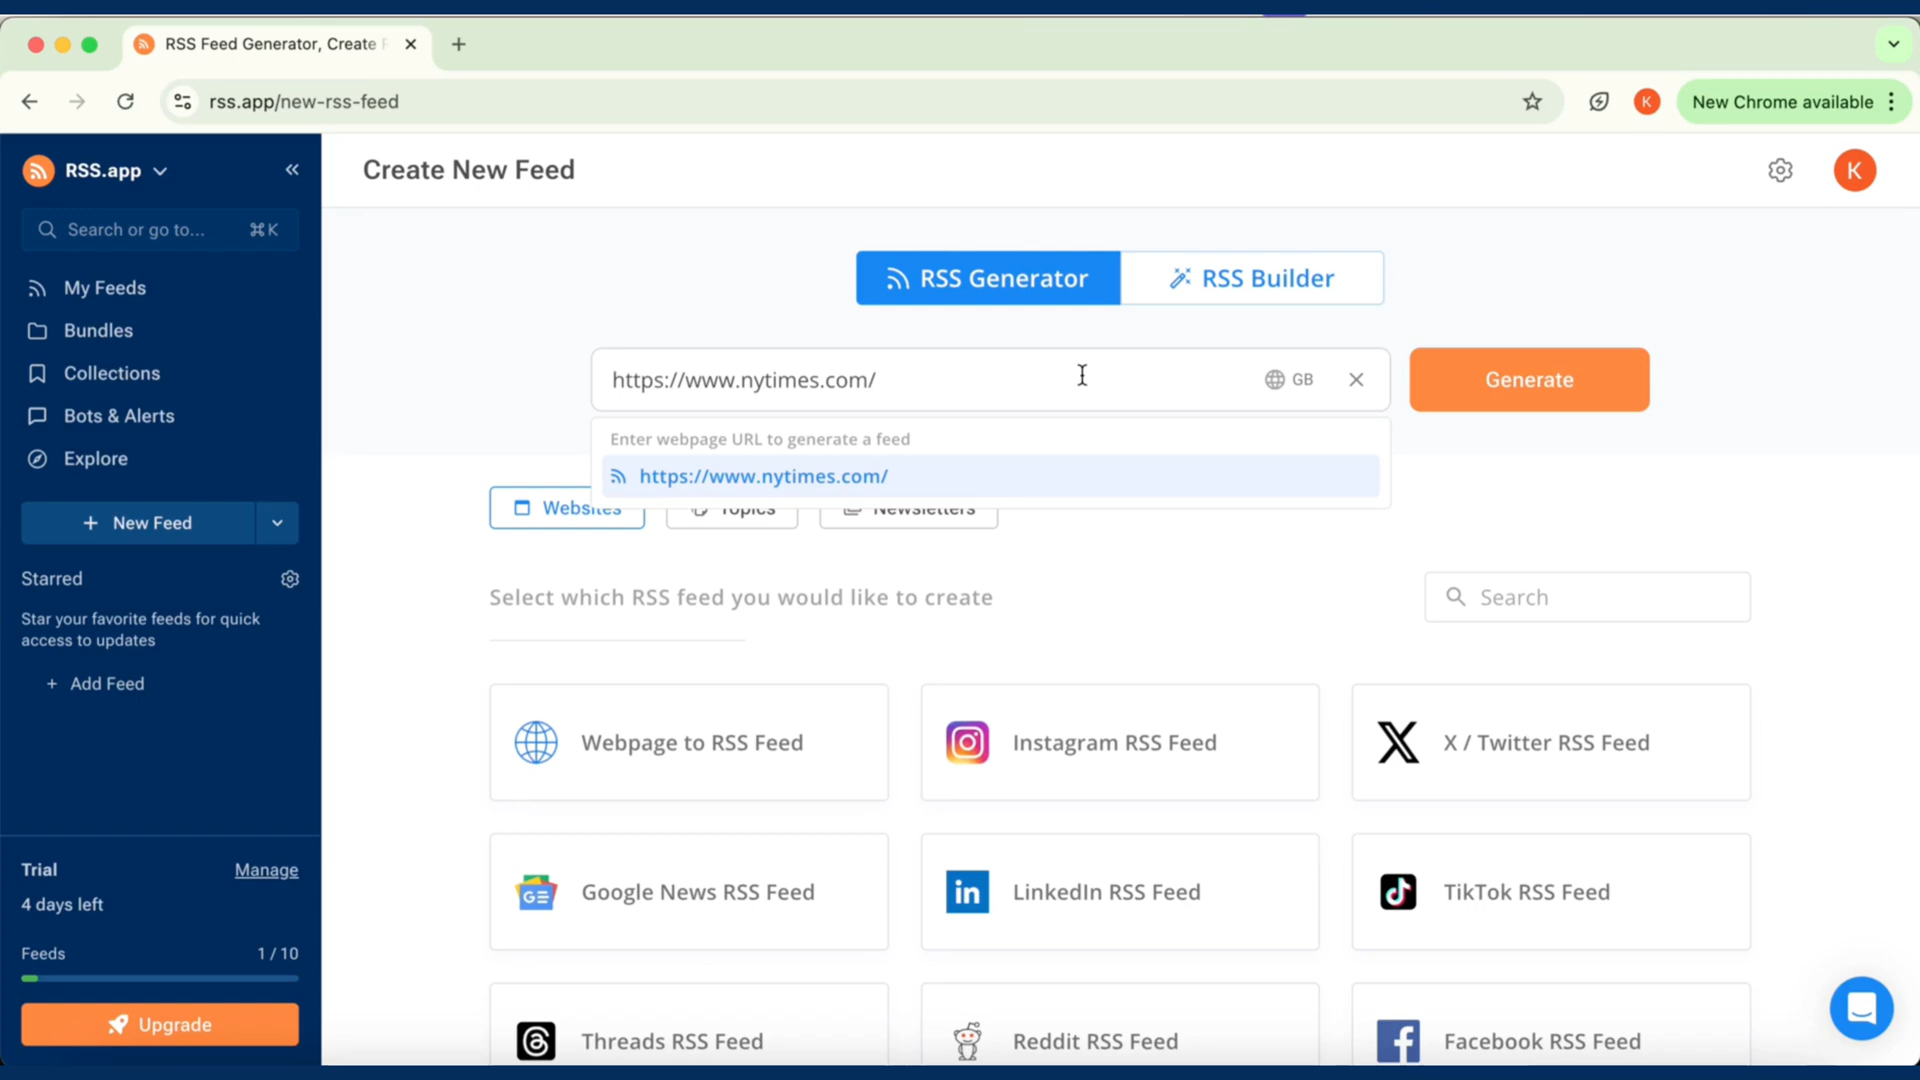 RSS Feed Generator, Create
rss.app/new-rss-feed
K
New Chrome available
RSS.app
Create New Feed
K
Search or go to... ⌘K
My Feeds
Bundles
Collections
Bots & Alerts
Explore
+ New Feed
Starred
Star your favorite feeds for quick
access to updates
+ Add Feed
Trial Manage
4 days left
Feeds 1 / 10
Upgrade
RSS Generator
RSS Builder
https://www.nytimes.com/ GB
Generate
Enter webpage URL to generate a feed
https://www.nytimes.com/
Websites Topics Newsletters
Select which RSS feed you would like to create
Search
Webpage to RSS Feed
Instagram RSS Feed
X / Twitter RSS Feed
GE Google News RSS Feed
in LinkedIn RSS Feed
TikTok RSS Feed
Threads RSS Feed
Reddit RSS Feed
Facebook RSS Feed